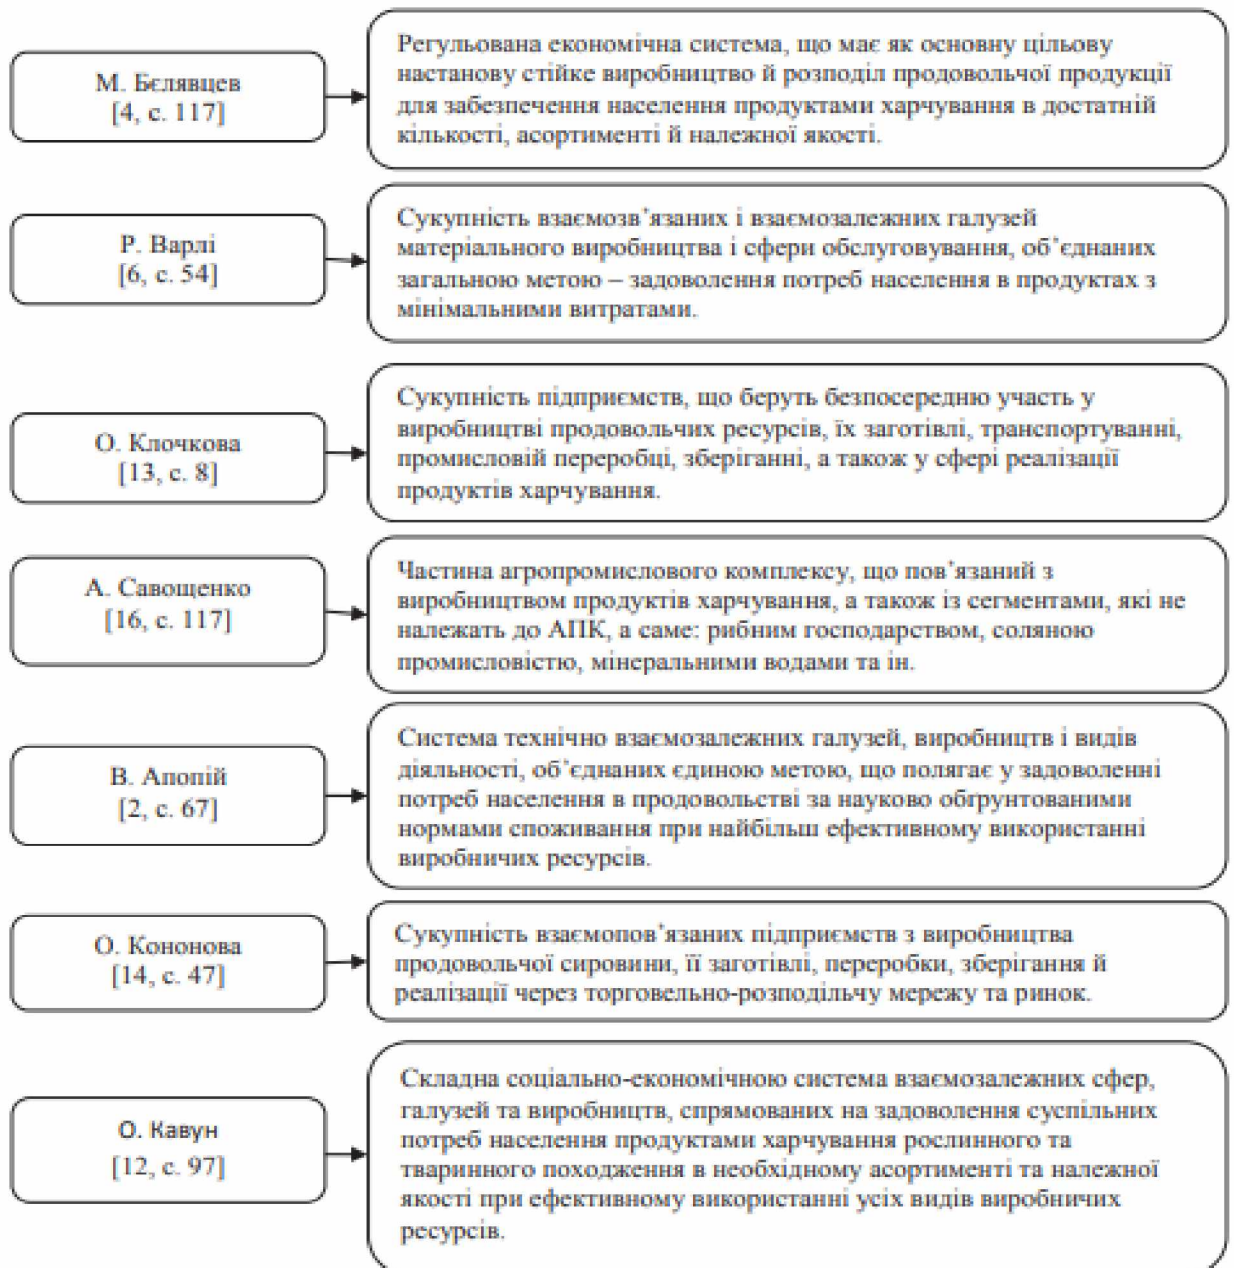 М. Бєлявцев
[4, с. 117]
Регульована економічна система, що має як основну цільову
настанову стійке виробництво й розподіл продовольчої продукції
для забезпечення населення продуктами харчування в достатній
кількості, асортименті й належної якості.
Р. Варлі
[6, с. 54]
Сукупність взаємозв’язаних і взаємозалежних галузей
матеріального виробництва і сфери обслуговування, об’єднаних
загальною метою – задоволення потреб населення в продуктах з
мінімальними витратами.
О. Клочкова
[13, с. 8]
Сукупність підприємств, що беруть безпосередню участь у
виробництві продовольчих ресурсів, їх заготівлі, транспортуванні,
промисловій переробці, зберіганні, а також у сфері реалізації
продуктів харчування.
А. Савощенко
[16, с. 117]
Частина агропромислового комплексу, що пов’язаний з
виробництвом продуктів харчування, а також із сегментами, які не
належать до АПК, а саме: рибним господарством, соляною
промисловістю, мінеральними водами та ін.
В. Апопій
[2, с. 67]
Система технічно взаємозалежних галузей, виробництв і видів
діяльності, об’єднаних єдиною метою, що полягає у задоволенні
потреб населення в продовольстві за науково обґрунтованими
нормами споживання при найбільш ефективному використанні
виробничих ресурсів.
О. Кононова
[14, с. 47]
Сукупність взаємопов’язаних підприємств з виробництва
продовольчої сировини, її заготівлі, переробки, зберігання й
реалізації через торговельно-розподільчу мережу та ринок.
О. Кавун
[12, с. 97]
Складна соціально-економічною система взаємозалежних сфер,
галузей та виробництв, спрямованих на задоволення суспільних
потреб населення продуктами харчування рослинного та
тваринного походження в необхідному асортименті та належної
якості при ефективному використанні усіх видів виробничих
ресурсів.